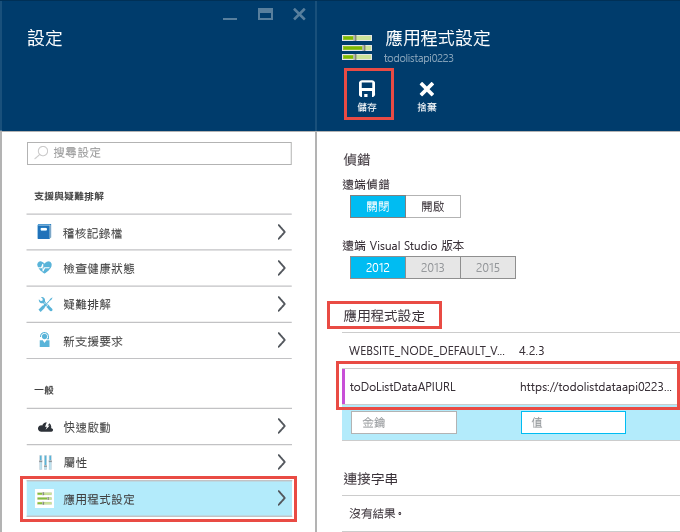 設定
搜尋設定
支援與疑難排解
稽核記錄檔
檢查健康狀態
疑難排解
新支援要求
一般
快速啟動
屬性
應用程式設定
應用程式設定
todolistapi0223
儲存
捨棄
偵錯
遠端偵錯
關閉 開啟
遠端 Visual Studio 版本
2012 2013 2015
應用程式設定
WEBSITE_NODE_DEFAULT_V... 4.2.3
toDoListDataAPIURL https://todolistdataapi0223...
金鑰 值
連接字串
沒有結果。